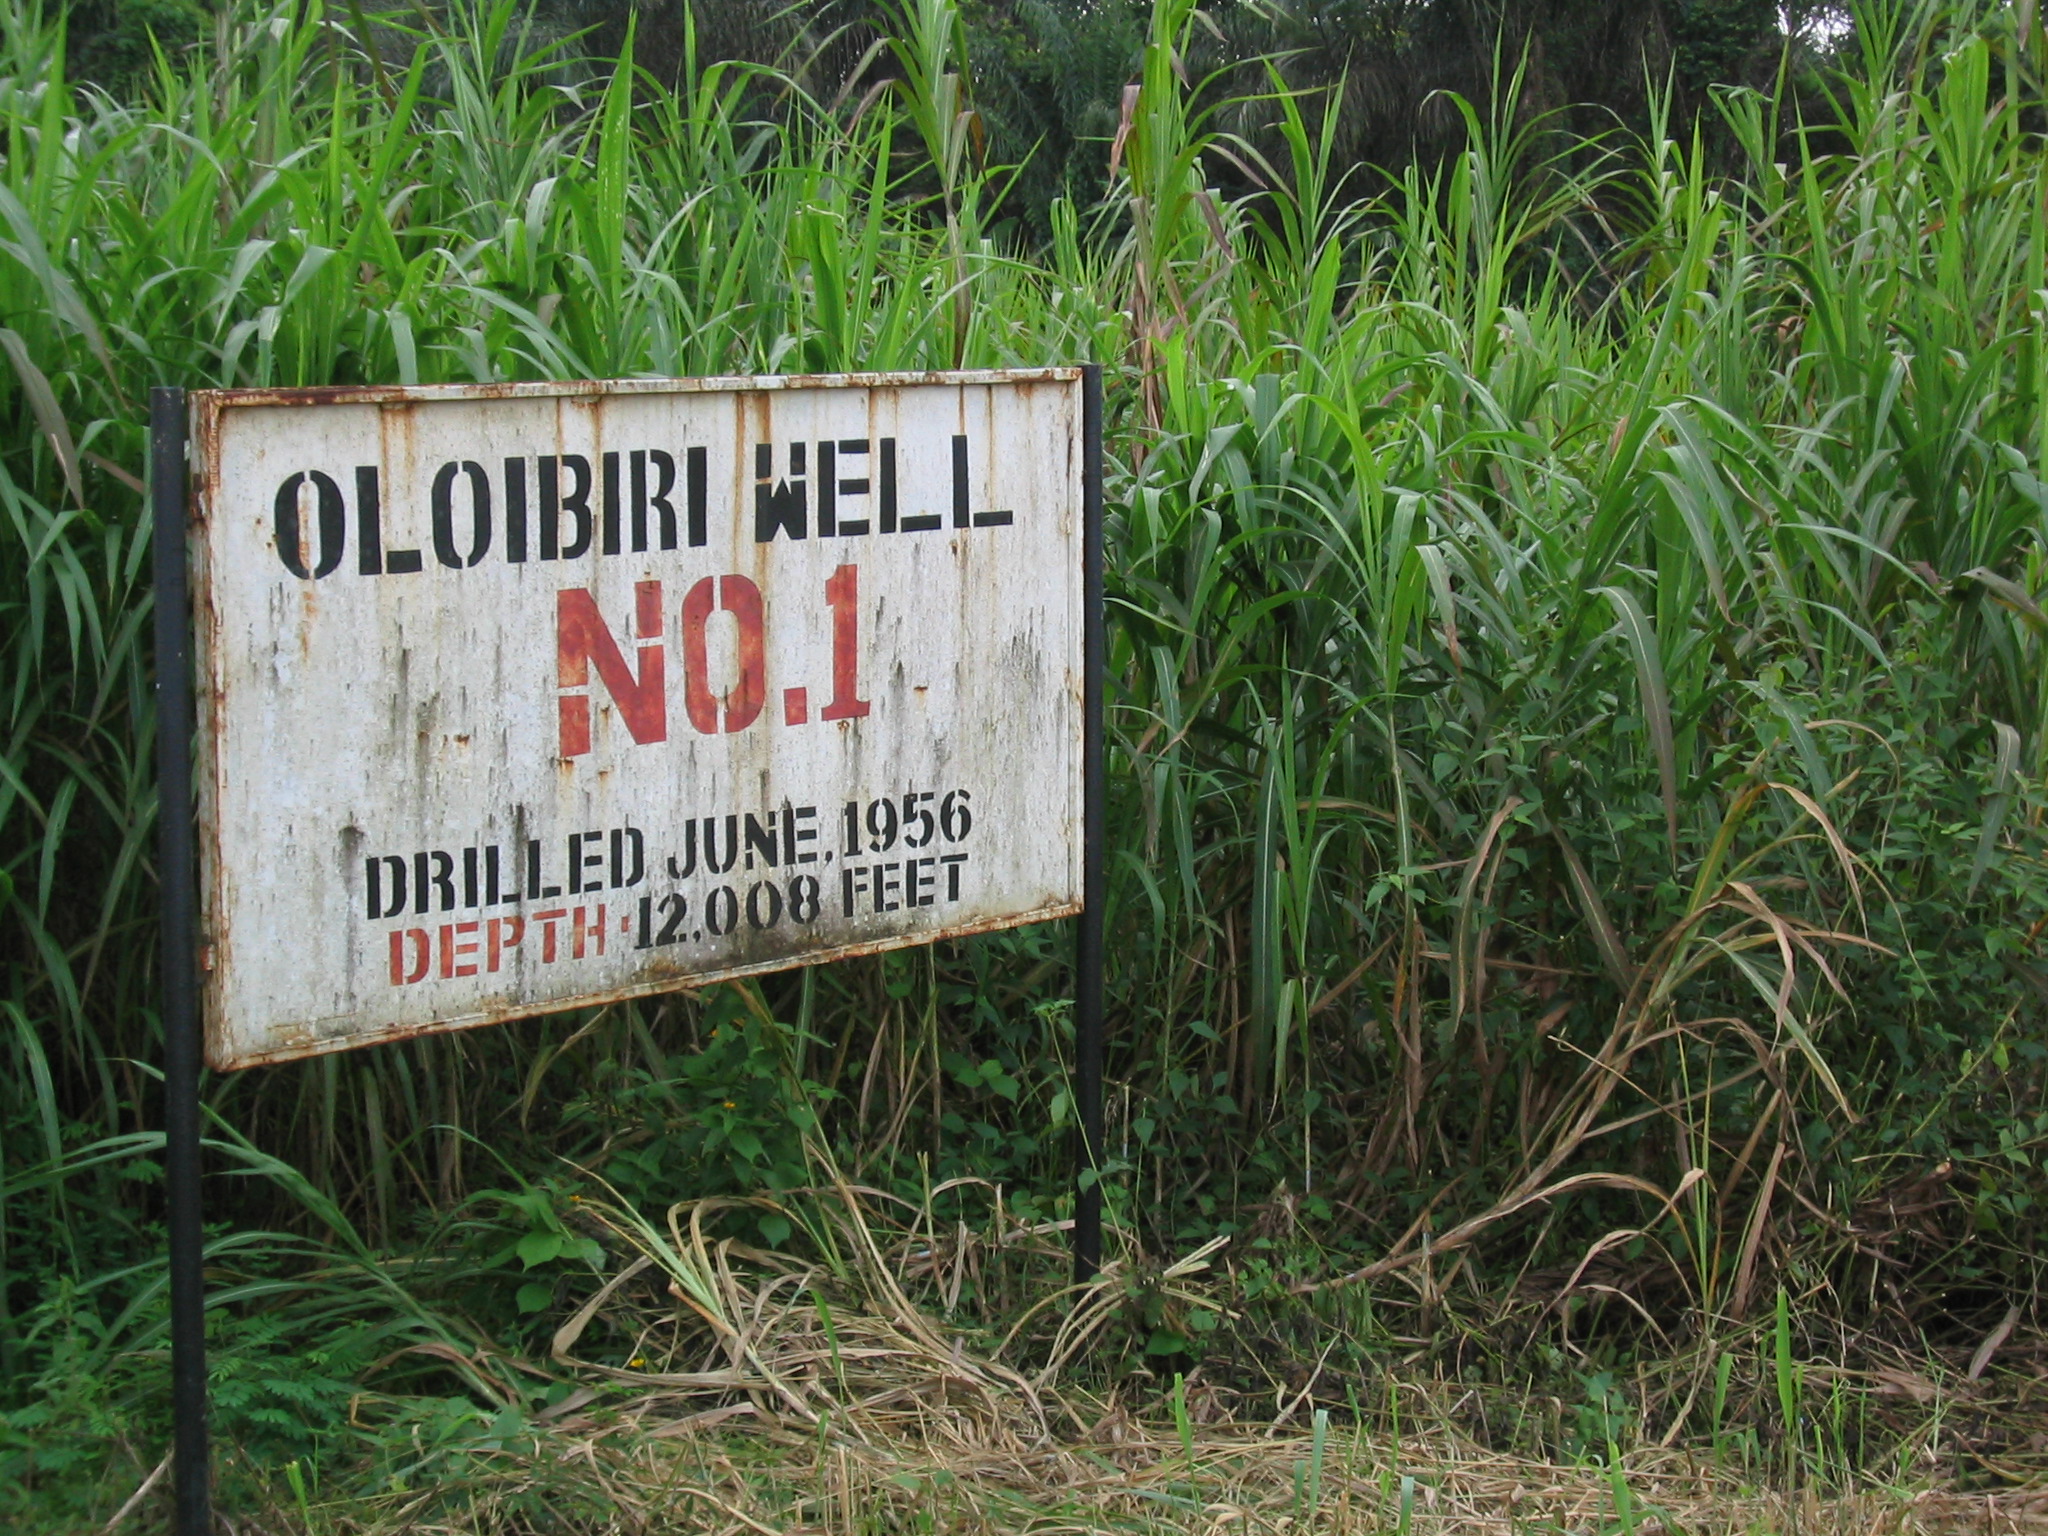 OLOIBIRI WELL
NO.1
DRILLED JUNE, 1956
DEPTH: 12,008 FEET